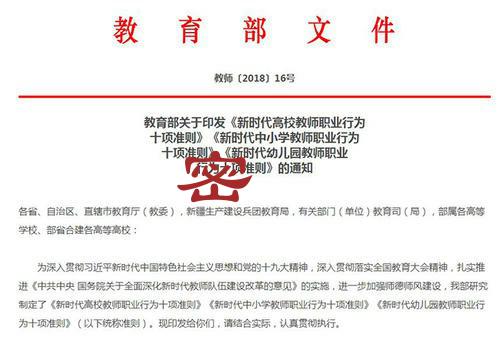 教育部文件
教师〔2018〕16号
教育部关于印发《新时代高校教师职业行为
十项准则》《新时代中小学教师职业行为
十项准则》《新时代幼儿园教师职业
行为十项准则》的通知
密
各省、自治区、直辖市教育厅（教委），新疆生产建设兵团教育局，有关部门（单位）教育司（局），部属各高等
学校、部省合建各高等高校：
为深入贯彻习近平新时代中国特色社会主义思想和党的十九大精神，深入贯彻落实全国教育大会精神，扎实推
进《中共中央 国务院关于全面深化新时代教师队伍建设改革的意见》的实施，进一步加强师德师风建设，我部研究
制定了《新时代高校教师职业行为十项准则》《新时代中小学教师职业行为十项准则》《新时代幼儿园教师职业行
为十项准则》（以下统称准则）。现印发给你们，请结合实际，认真贯彻执行。